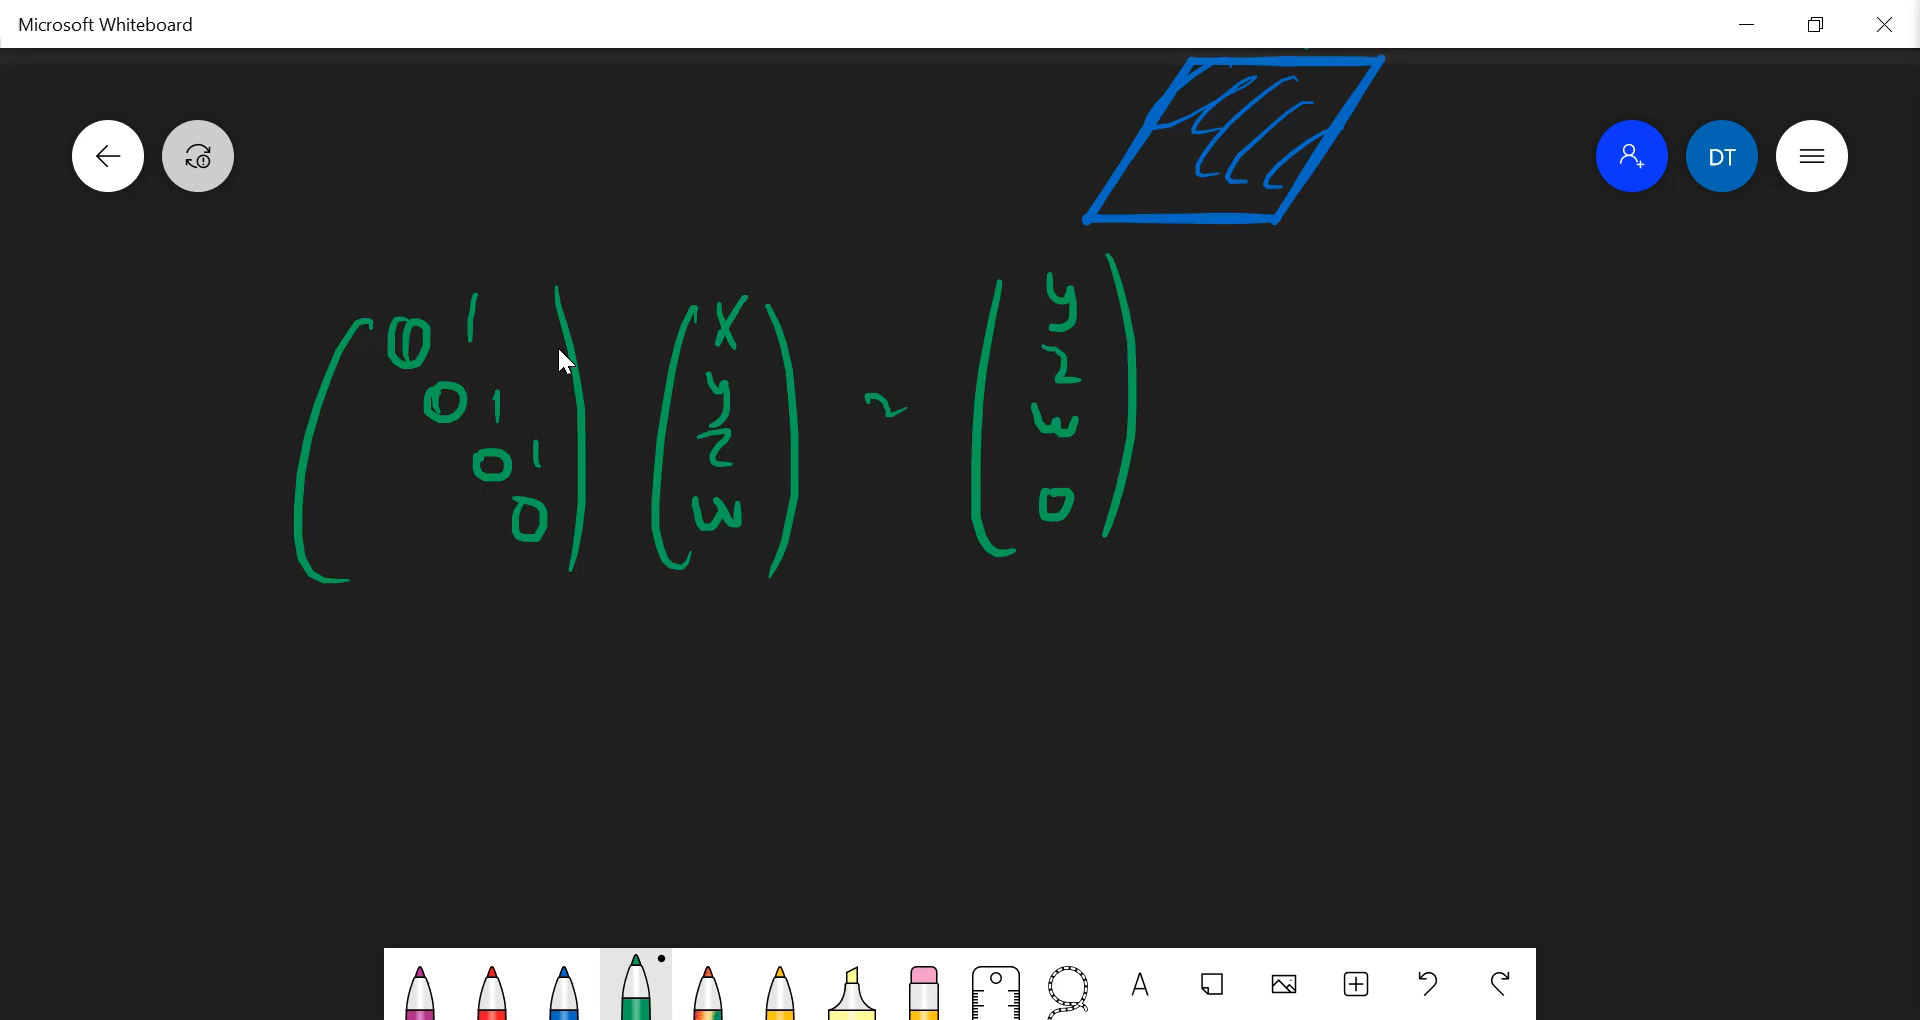 Microsoft Whiteboard
DT
0 1 x y
0 1 y z
0 1 z w
0 w 0
=
A